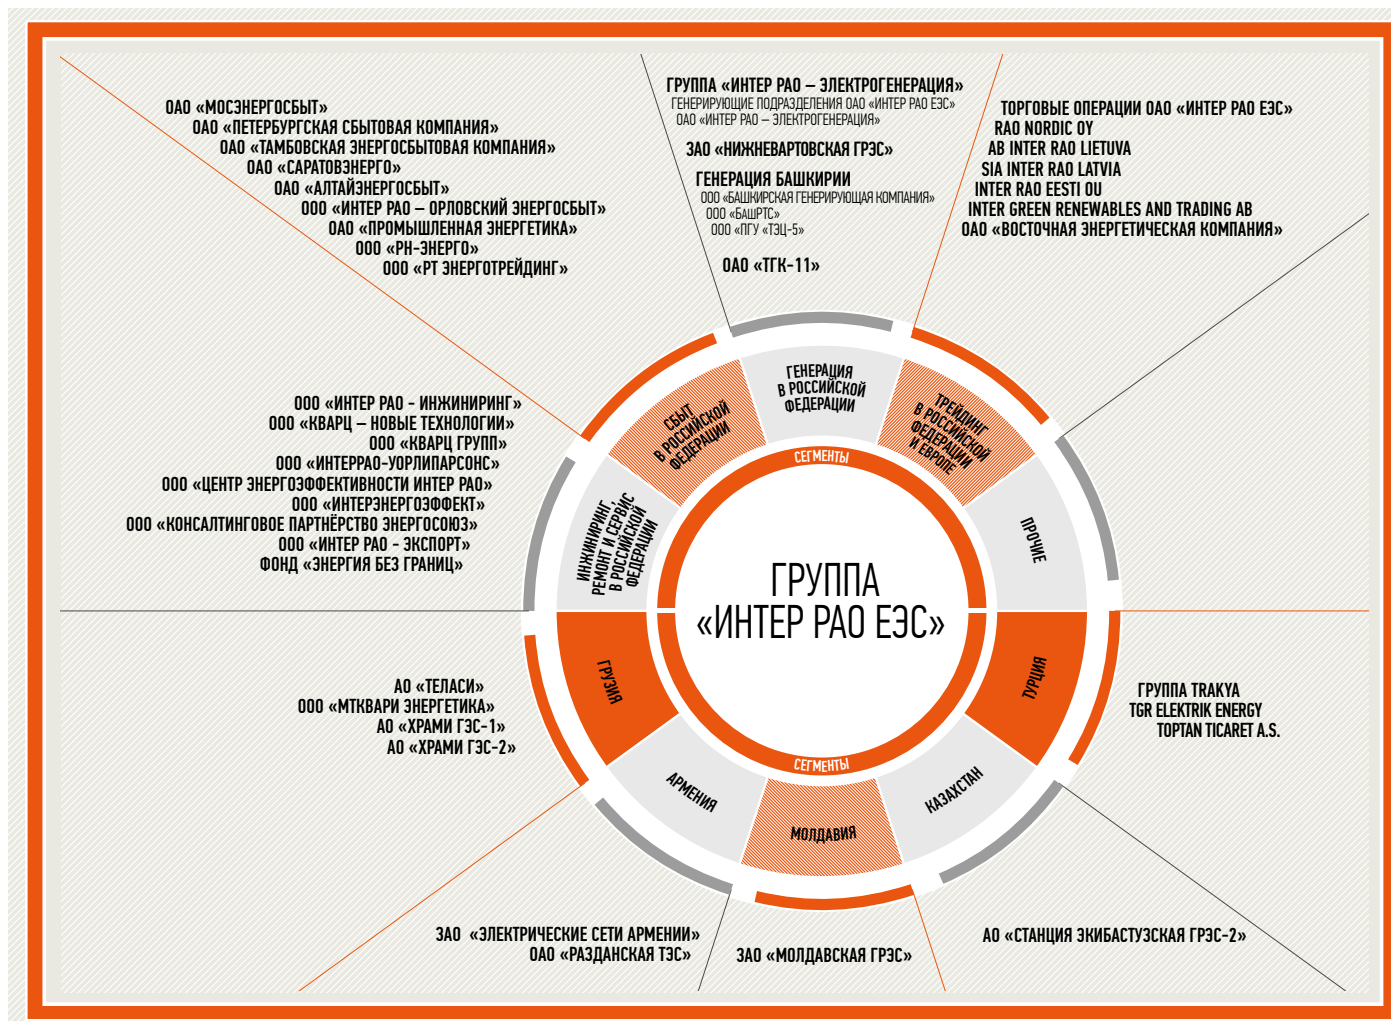 ОАО «МОСЭНЕРГОСБЫТ»
ОАО «ПЕТЕРБУРГСКАЯ СБЫТОВАЯ КОМПАНИЯ»
ОАО «ТАМБОВСКАЯ ЭНЕРГОСБЫТОВАЯ КОМПАНИЯ»
ОАО «САРАТОВЭНЕРГО»
ОАО «АЛТАЙЭНЕРГОСБЫТ»
ООО «ИНТЕР РАО – ОРЛОВСКИЙ ЭНЕРГОСБЫТ»
ОАО «ПРОМЫШЛЕННАЯ ЭНЕРГЕТИКА»
ООО «РН-ЭНЕРГО»
ООО «РТ ЭНЕРГОТРЕЙДИНГ»
ГРУППА «ИНТЕР РАО – ЭЛЕКТРОГЕНЕРАЦИЯ»
ГЕНЕРИРУЮЩИЕ ПОДРАЗДЕЛЕНИЯ ОАО «ИНТЕР РАО ЕЭС»
ОАО «ИНТЕР РАО – ЭЛЕКТРОГЕНЕРАЦИЯ»
ЗАО «НИЖНЕВАРТОВСКАЯ ГРЭС»
ГЕНЕРАЦИЯ БАШКИРИИ
ООО «БАШКИРСКАЯ ГЕНЕРИРУЮЩАЯ КОМПАНИЯ»
ООО «БашРТС»
ООО «ПГУ «ТЭЦ-5»
ОАО «ТГК-11»
ТОРГОВЫЕ ОПЕРАЦИИ ОАО «ИНТЕР РАО ЕЭС»
RAO NORDIC OY
AB INTER RAO LIETUVA
SIA INTER RAO LATVIA
INTER RAO EESTI OU
INTER GREEN RENEWABLES AND TRADING AB
ОАО «ВОСТОЧНАЯ ЭНЕРГЕТИЧЕСКАЯ КОМПАНИЯ»
ООО «ИНТЕР РАО - ИНЖИНИРИНГ»
ООО «КВАРЦ – НОВЫЕ ТЕХНОЛОГИИ»
ООО «КВАРЦ ГРУПП»
ООО «ИНТЕРРАО-УОРЛИПАРСОНС»
ООО «ЦЕНТР ЭНЕРГОЭФФЕКТИВНОСТИ ИНТЕР РАО»
ООО «ИНТЕРЭНЕРГОЭФФЕКТ»
ООО «КОНСАЛТИНГОВОЕ ПАРТНЁРСТВО ЭНЕРГОСОЮЗ»
ООО «ИНТЕР РАО - ЭКСПОРТ»
ФОНД «ЭНЕРГИЯ БЕЗ ГРАНИЦ»
ИНЖИНИРИНГ,
РЕМОНТ И СЕРВИС
В РОССИЙСКОЙ
ФЕДЕРАЦИИ
СБЫТ
В РОССИЙСКОЙ
ФЕДЕРАЦИИ
ГЕНЕРАЦИЯ
В РОССИЙСКОЙ
ФЕДЕРАЦИИ
ТРЕЙДИНГ
В РОССИЙСКОЙ
ФЕДЕРАЦИИ
И ЕВРОПЕ
ПРОЧИЕ
СЕГМЕНТЫ
ГРУППА
«ИНТЕР РАО ЕЭС»
СЕГМЕНТЫ
ГРУЗИЯ
АРМЕНИЯ
МОЛДАВИЯ
КАЗАХСТАН
ТУРЦИЯ
АО «ТЕЛАСИ»
ООО «МТКВАРИ ЭНЕРГЕТИКА»
АО «ХРАМИ ГЭС-1»
АО «ХРАМИ ГЭС-2»
ГРУППА TRAKYA
TGR ELEKTRIK ENERGY
TOPTAN TICARET A.S.
ЗАО «ЭЛЕКТРИЧЕСКИЕ СЕТИ АРМЕНИИ»
ОАО «РАЗДАНСКАЯ ТЭС»
ЗАО «МОЛДАВСКАЯ ГРЭС»
АО «СТАНЦИЯ ЭКИБАСТУЗСКАЯ ГРЭС-2»